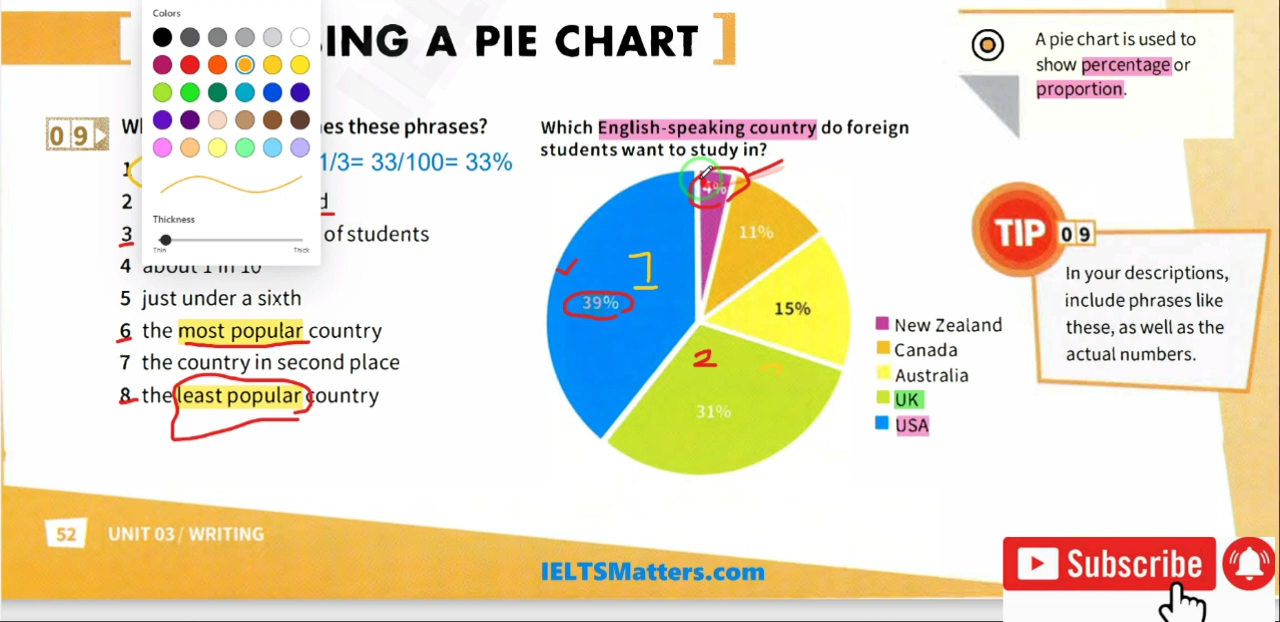 Colors
ING A PIE CHART
A pie chart is used to
show percentage or
proportion.
09
es these phrases?
1/3= 33/100= 33%
1
2
3 of students
4 about 1 in 10
5 just under a sixth
6 the most popular country
7 the country in second place
8 the least popular country
Thickness
Thin
Thick
Which English-speaking country do foreign
students want to study in?
4%
11%
15%
31%
39%
1
2
New Zealand
Canada
Australia
UK
USA
TIP 09
In your descriptions,
include phrases like
these, as well as the
actual numbers.
52 UNIT 03 / WRITING
IELTSMatters.com
Subscribe